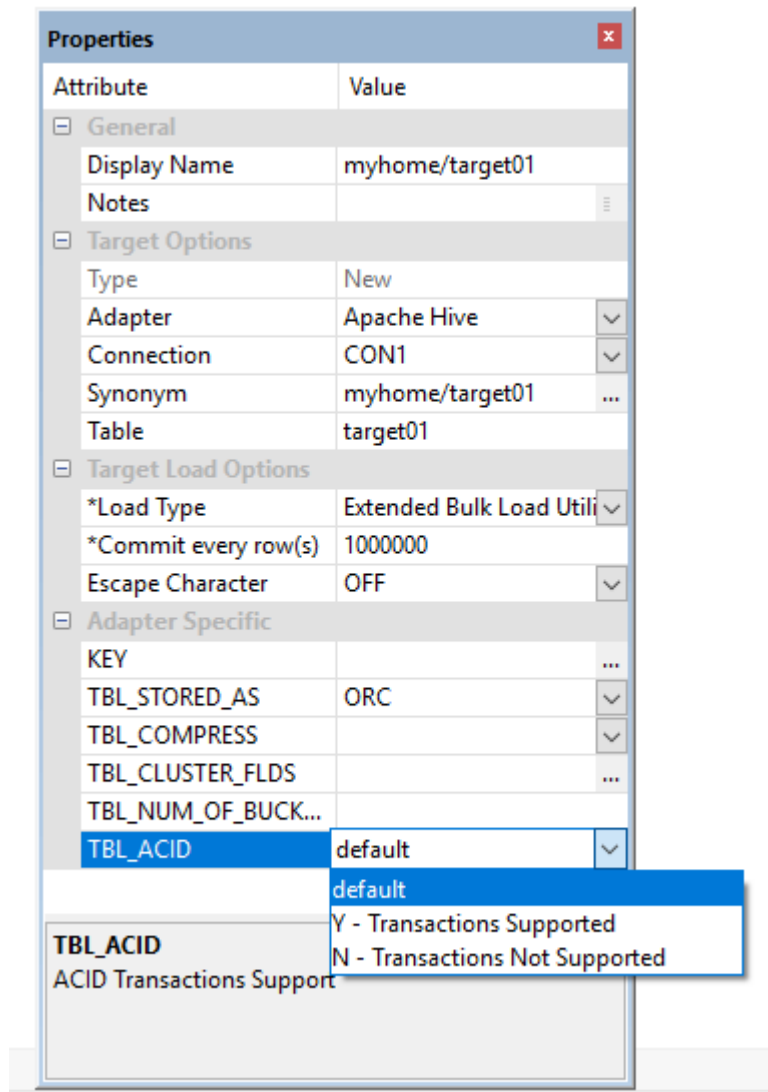 Properties x
Attribute Value
General
Display Name myhome/target01
Notes
Target Options
Type New
Adapter Apache Hive
Connection CON1
Synonym myhome/target01 ...
Table target01
Target Load Options
*Load Type Extended Bulk Load Utili
*Commit every row(s) 1000000
Escape Character OFF
Adapter Specific
KEY ...
TBL_STORED_AS ORC
TBL_COMPRESS
TBL_CLUSTER_FLDS ...
TBL_NUM_OF_BUCK...
TBL_ACID default
default
Y - Transactions Supported
N - Transactions Not Supported
TBL_ACID
ACID Transactions Support